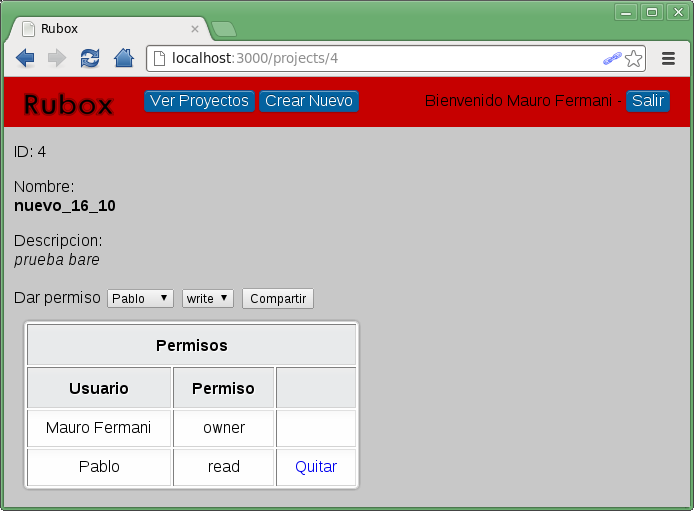 Rubox
localhost:3000/projects/4
Rubox Ver Proyectos Crear Nuevo Bienvenido Mauro Fermani - Salir
ID: 4
Nombre:
nuevo_16_10
Descripcion:
prueba bare
Dar permiso Pablo write Compartir
Permisos
Usuario Permiso
Mauro Fermani owner
Pablo read Quitar